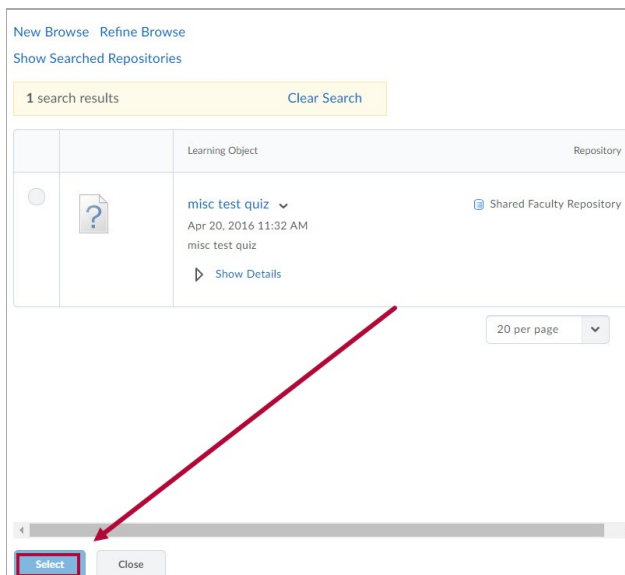 New Browse Refine Browse
Show Searched Repositories
1 search results Clear Search
Learning Object Repository
misc test quiz Shared Faculty Repository
Apr 20, 2016 11:32 AM
misc test quiz
Show Details
20 per page
Select Close